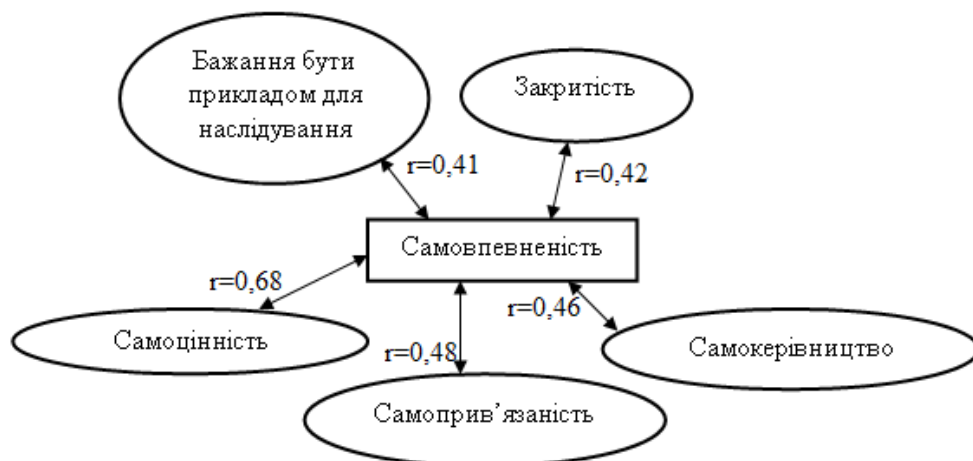 Бажання бути
прикладом для
наслідування
Закритість
r=0,41
r=0,42
Самовпевненість
r=0,68
r=0,46
Самоцінність
r=0,48
Самокерівництво
Самоприв’язаність